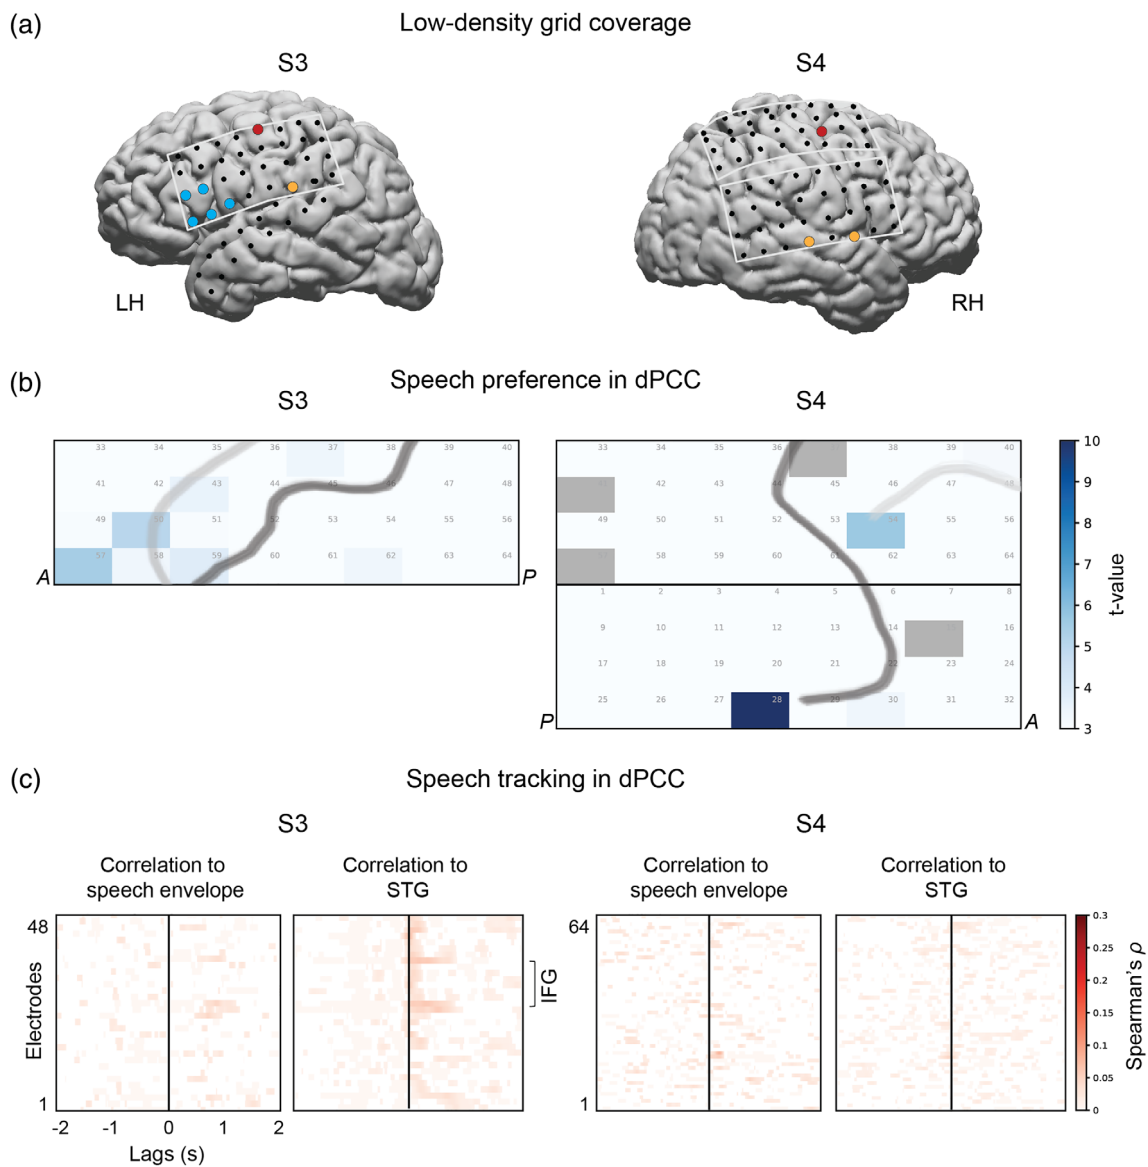 (a)
Low-density grid coverage
S3
S4
LH
RH
(b)
Speech preference in dPCC
S3
S4
33 34 35 36 37 38 39 40
41 42 43 44 45 46 47 48
49 50 51 52 53 54 55 56
57 58 59 60 61 62 63 64
A
P
33 34 35 36 38 39 40
42 43 44 45 46 47 48
49 50 51 52 53 54 55 56
58 59 60 61 62 63 64
1 2 3 4 5 6 7 8
9 10 11 12 13 14 16
17 18 19 20 21 22 23 24
25 26 27 28 29 30 31 32
P
A
10
9
8
7
6
5
4
3
t-value
(c)
Speech tracking in dPCC
S3
S4
Correlation to
speech envelope
Correlation to
STG
Correlation to
speech envelope
Correlation to
STG
48
Electrodes
1
-2 -1 0 1 2
Lags (s)
IFG
64
1
0.3
0.25
0.2
0.15
0.1
0.05
0
Spearman's ρ